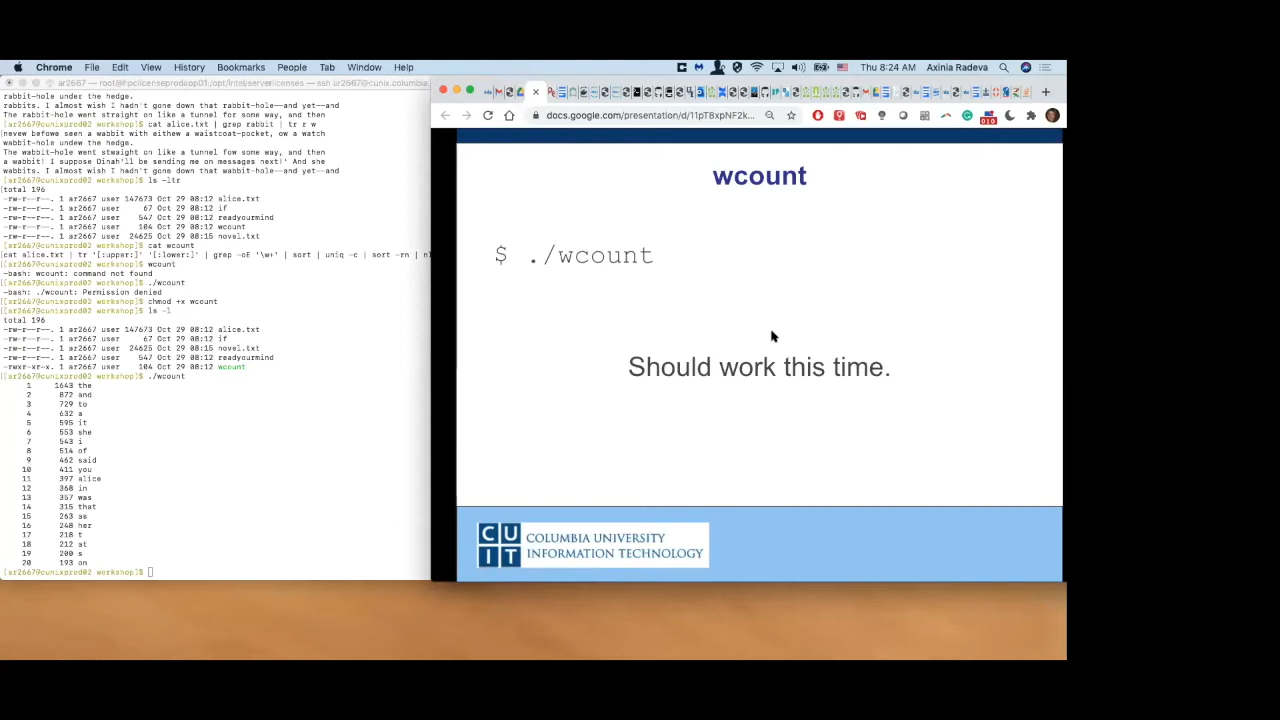 Chrome File Edit View History Bookmarks People Tab Window Help Thu 8:24 AM Axinia Radeva
ar2667 — root@hpclicenseprodapp01:/opt/intel/serverlicenses — ssh ar2667@cunix.columbia.
rabbit-hole under the hedge.
rabbits. I almost wish I hadn't gone down that rabbit-hole--and yet--and
The rabbit-hole went straight on like a tunnel for some way, and then
[ar2667@cunixprod02 workshop]$ cat alice.txt | grep rabbit | tr r w
[nevew befowe seen a wabbit with eithew a waistcoat-pocket, ow a watch
wabbit-hole undew the hedge.
The wabbit-hole went stwaight on like a tunnel fow some way, and then
a wabbit! I suppose Dinah'll be sending me on messages next!' And she
wabbits. I almost wish I hadn't gone down that wabbit-hole--and yet--and
[[ar2667@cunixprod02 workshop]$ ls -ltr
[total 196
-rw-r--r--. 1 ar2667 user 147673 Oct 29 08:12 alice.txt
-rw-r--r--. 1 ar2667 user 67 Oct 29 08:12 if
-rw-r--r--. 1 ar2667 user 547 Oct 29 08:12 readyourmind
-rw-r--r--. 1 ar2667 user 104 Oct 29 08:12 wcount
-rw-r--r--. 1 ar2667 user 24625 Oct 29 08:15 novel.txt
[ar2667@cunixprod02 workshop]$ cat wcount
[cat alice.txt | tr '[:upper:]' '[:lower:]' | grep -oE '\w+' | sort | uniq -c | sort -rn | nl
[[ar2667@cunixprod02 workshop]$ wcount
-bash: wcount: command not found
[[ar2667@cunixprod02 workshop]$ ./wcount
-bash: ./wcount: Permission denied
[[ar2667@cunixprod02 workshop]$ chmod +x wcount
[[ar2667@cunixprod02 workshop]$ ls -l
total 196
-rw-r--r--. 1 ar2667 user 147673 Oct 29 08:12 alice.txt
-rw-r--r--. 1 ar2667 user 67 Oct 29 08:12 if
-rw-r--r--. 1 ar2667 user 24625 Oct 29 08:15 novel.txt
-rw-r--r--. 1 ar2667 user 547 Oct 29 08:12 readyourmind
-rwxr-xr-x. 1 ar2667 user 104 Oct 29 08:12 wcount
[[ar2667@cunixprod02 workshop]$ ./wcount
1 1643 the
2 872 and
3 729 to
4 632 a
5 595 it
6 553 she
7 543 i
8 514 of
9 462 said
10 411 you
11 397 alice
12 368 in
13 357 was
14 315 that
15 263 as
16 248 her
17 218 t
18 212 at
19 200 s
20 193 on
[ar2667@cunixprod02 workshop]$
docs.google.com/presentation/d/11pT8xpNF2k...
wcount
$ ./wcount
Should work this time.
CUIT
COLUMBIA UNIVERSITY
INFORMATION TECHNOLOGY